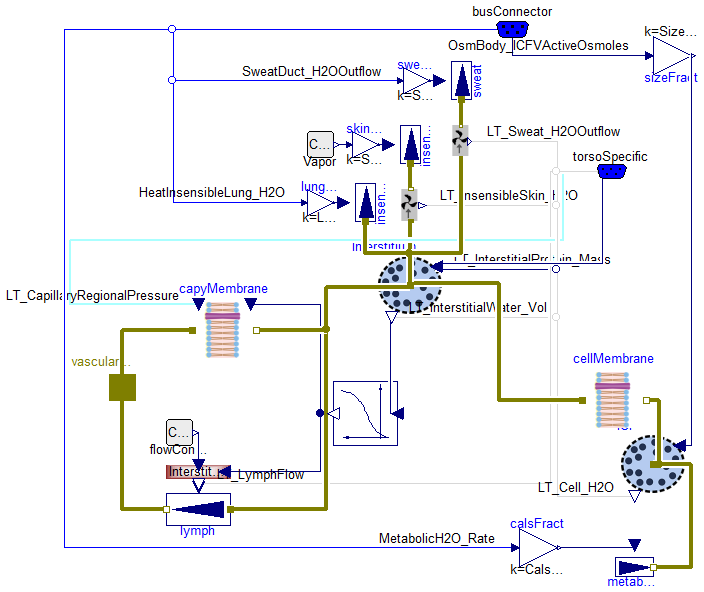 busConnector
k=Size...
OsmBody_ICFVActiveOsmoles
sizeFract
SweatDuct_H2OOutflow
swe...
k=S...
sweat
LT_Sweat_H2OOutflow
skin...
C...
Vapor
k=S...
insen...
torsoSpecific
lung...
HeatInsensibleLung_H2O
k=L...
insen...
LT_InsensibleSkin_H2O
Interstitium
LT_InterstitialProtein_Mass
capyMembrane
LT_CapillaryRegionalPressure
LT_InterstitialWater_Vol
vascular...
cellMembrane
C...
flowCon...
Interstit...
LT_LymphFlow
lymph
LT_Cell_H2O
calsFract
MetabolicH2O_Rate
k=Cals...
metab...